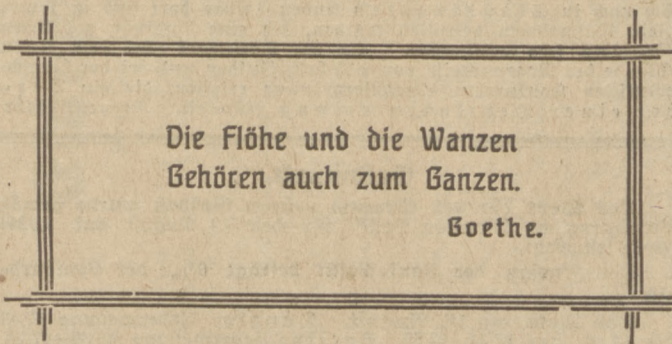 Die Flöhe und die Wanzen
Gehören auch zum Ganzen.
Goethe.